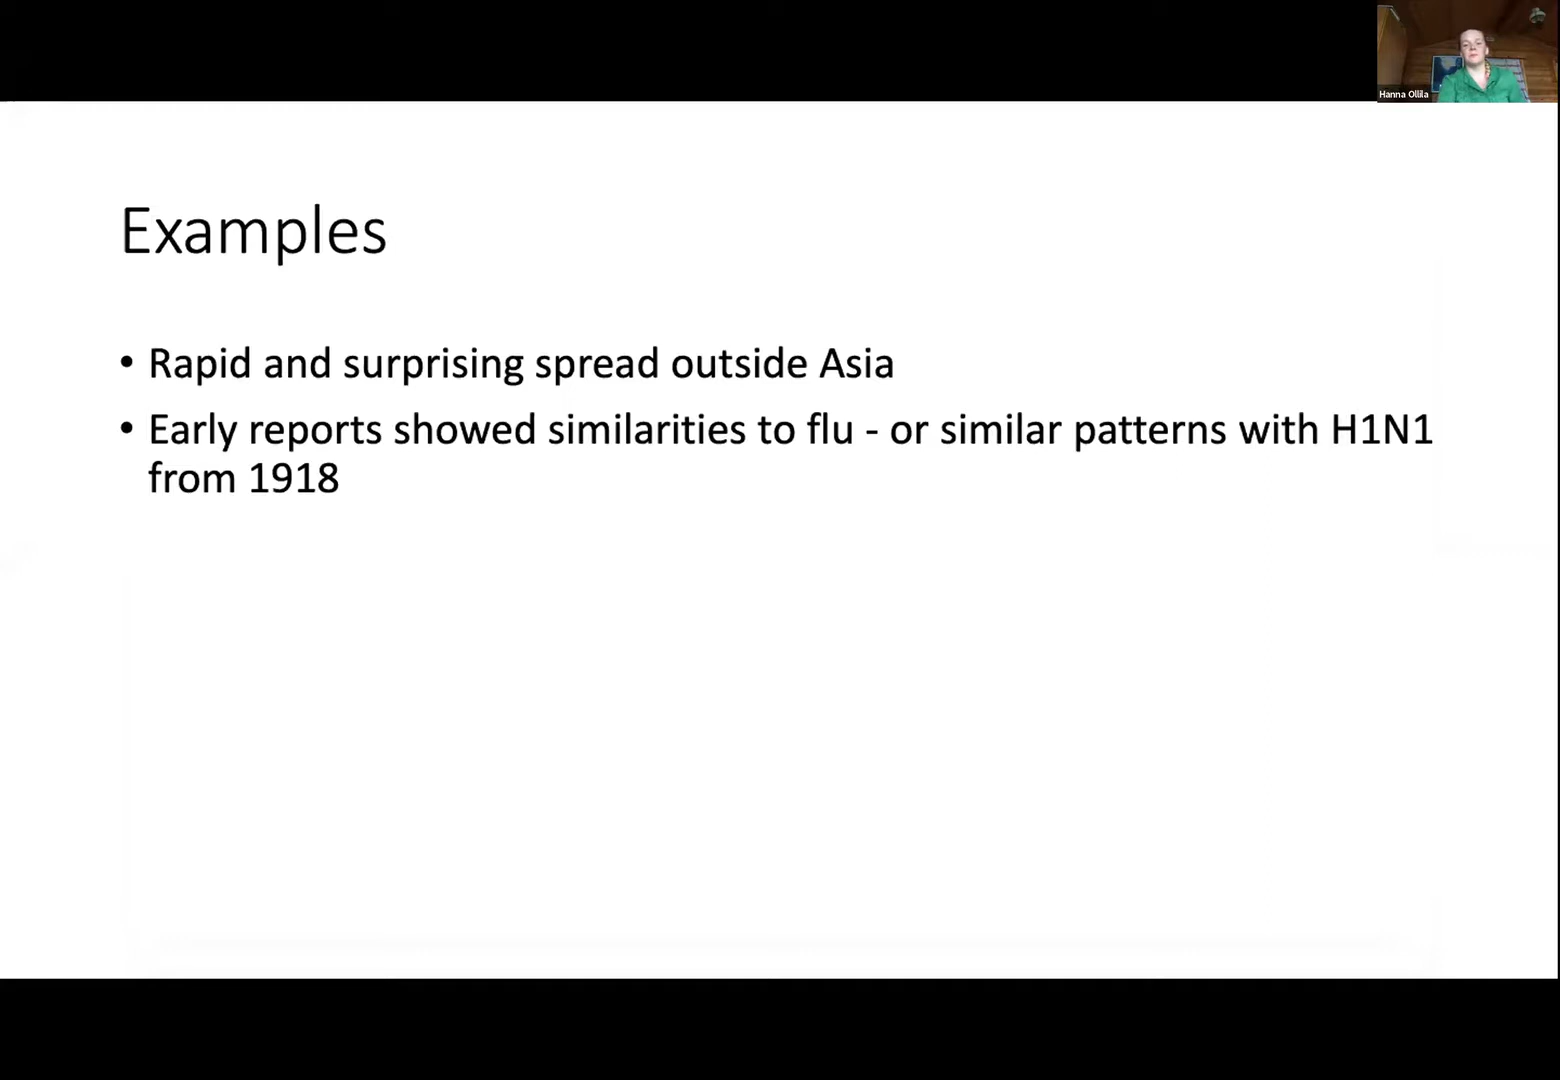 Hanna Ollila
Examples
• Rapid and surprising spread outside Asia
• Early reports showed similarities to flu - or similar patterns with H1N1
from 1918